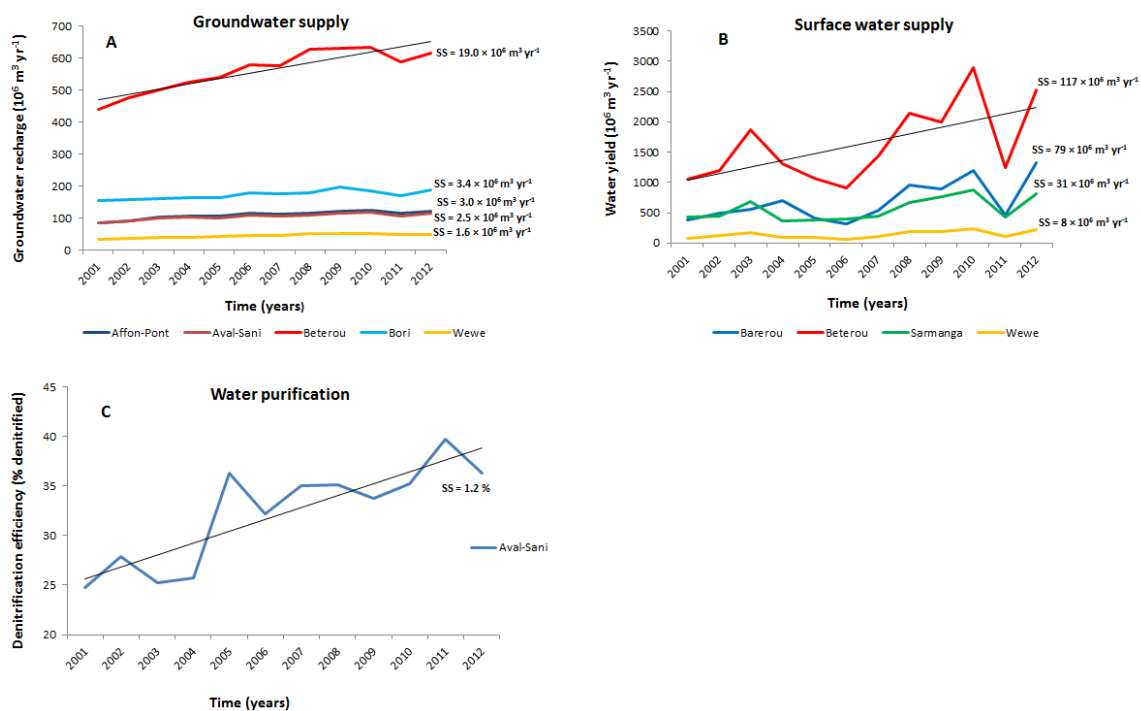 Groundwater supply
A
Groundwater recharge (10⁶ m³ yr⁻¹)
700
600
500
400
300
200
100
0
SS = 19.0 × 10⁶ m³ yr⁻¹
SS = 3.4 × 10⁶ m³ yr⁻¹
SS = 3.0 × 10⁶ m³ yr⁻¹
SS = 2.5 × 10⁶ m³ yr⁻¹
SS = 1.6 × 10⁶ m³ yr⁻¹
2001 2002 2003 2004 2005 2006 2007 2008 2009 2010 2011 2012
Time (years)
Affon-Pont Aval-Sani Beterou Bori Wewe
Surface water supply
B
Water yield (10⁶ m³ yr⁻¹)
3500
3000
2500
2000
1500
1000
500
0
SS = 117 × 10⁶ m³ yr⁻¹
SS = 79 × 10⁶ m³ yr⁻¹
SS = 31 × 10⁶ m³ yr⁻¹
SS = 8 × 10⁶ m³ yr⁻¹
2001 2002 2003 2004 2005 2006 2007 2008 2009 2010 2011 2012
Time (years)
Barerou Beterou Sarmanga Wewe
Water purification
C
Denitrification efficieny (% denitrified)
45
40
35
30
25
20
SS = 1.2 %
Aval-Sani
2001 2002 2003 2004 2005 2006 2007 2008 2009 2010 2011 2012
Time (years)